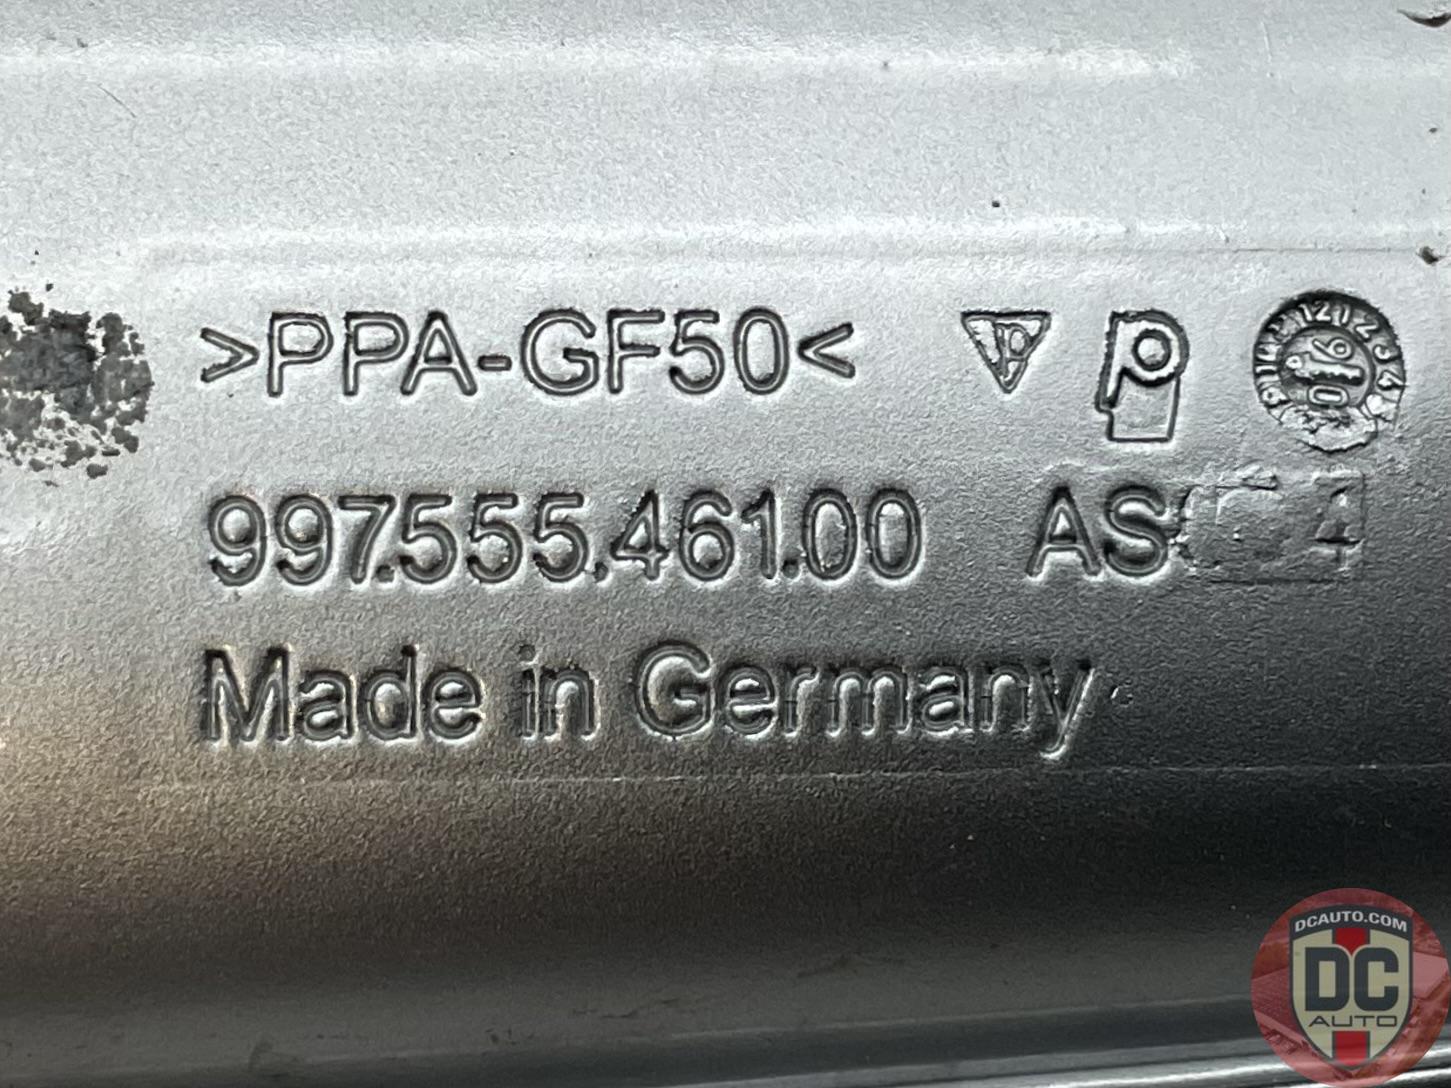 >PPA-GF50<
997.555.461.00 AS
Made in Germany
DCAUTO.COM
DC
AUTO